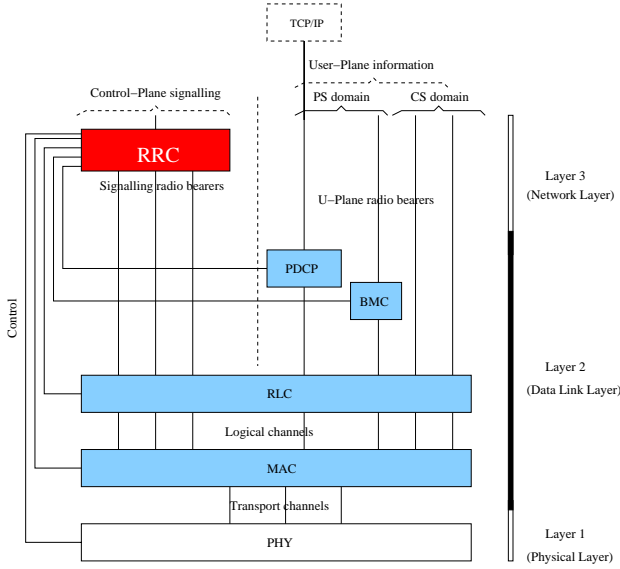 TCP/IP
User-Plane information
Control-Plane signalling
PS domain
CS domain
RRC
Signalling radio bearers
U-Plane radio bearers
Layer 3
(Network Layer)
PDCP
BMC
Control
Layer 2
(Data Link Layer)
RLC
Logical channels
MAC
Transport channels
PHY
Layer 1
(Physical Layer)